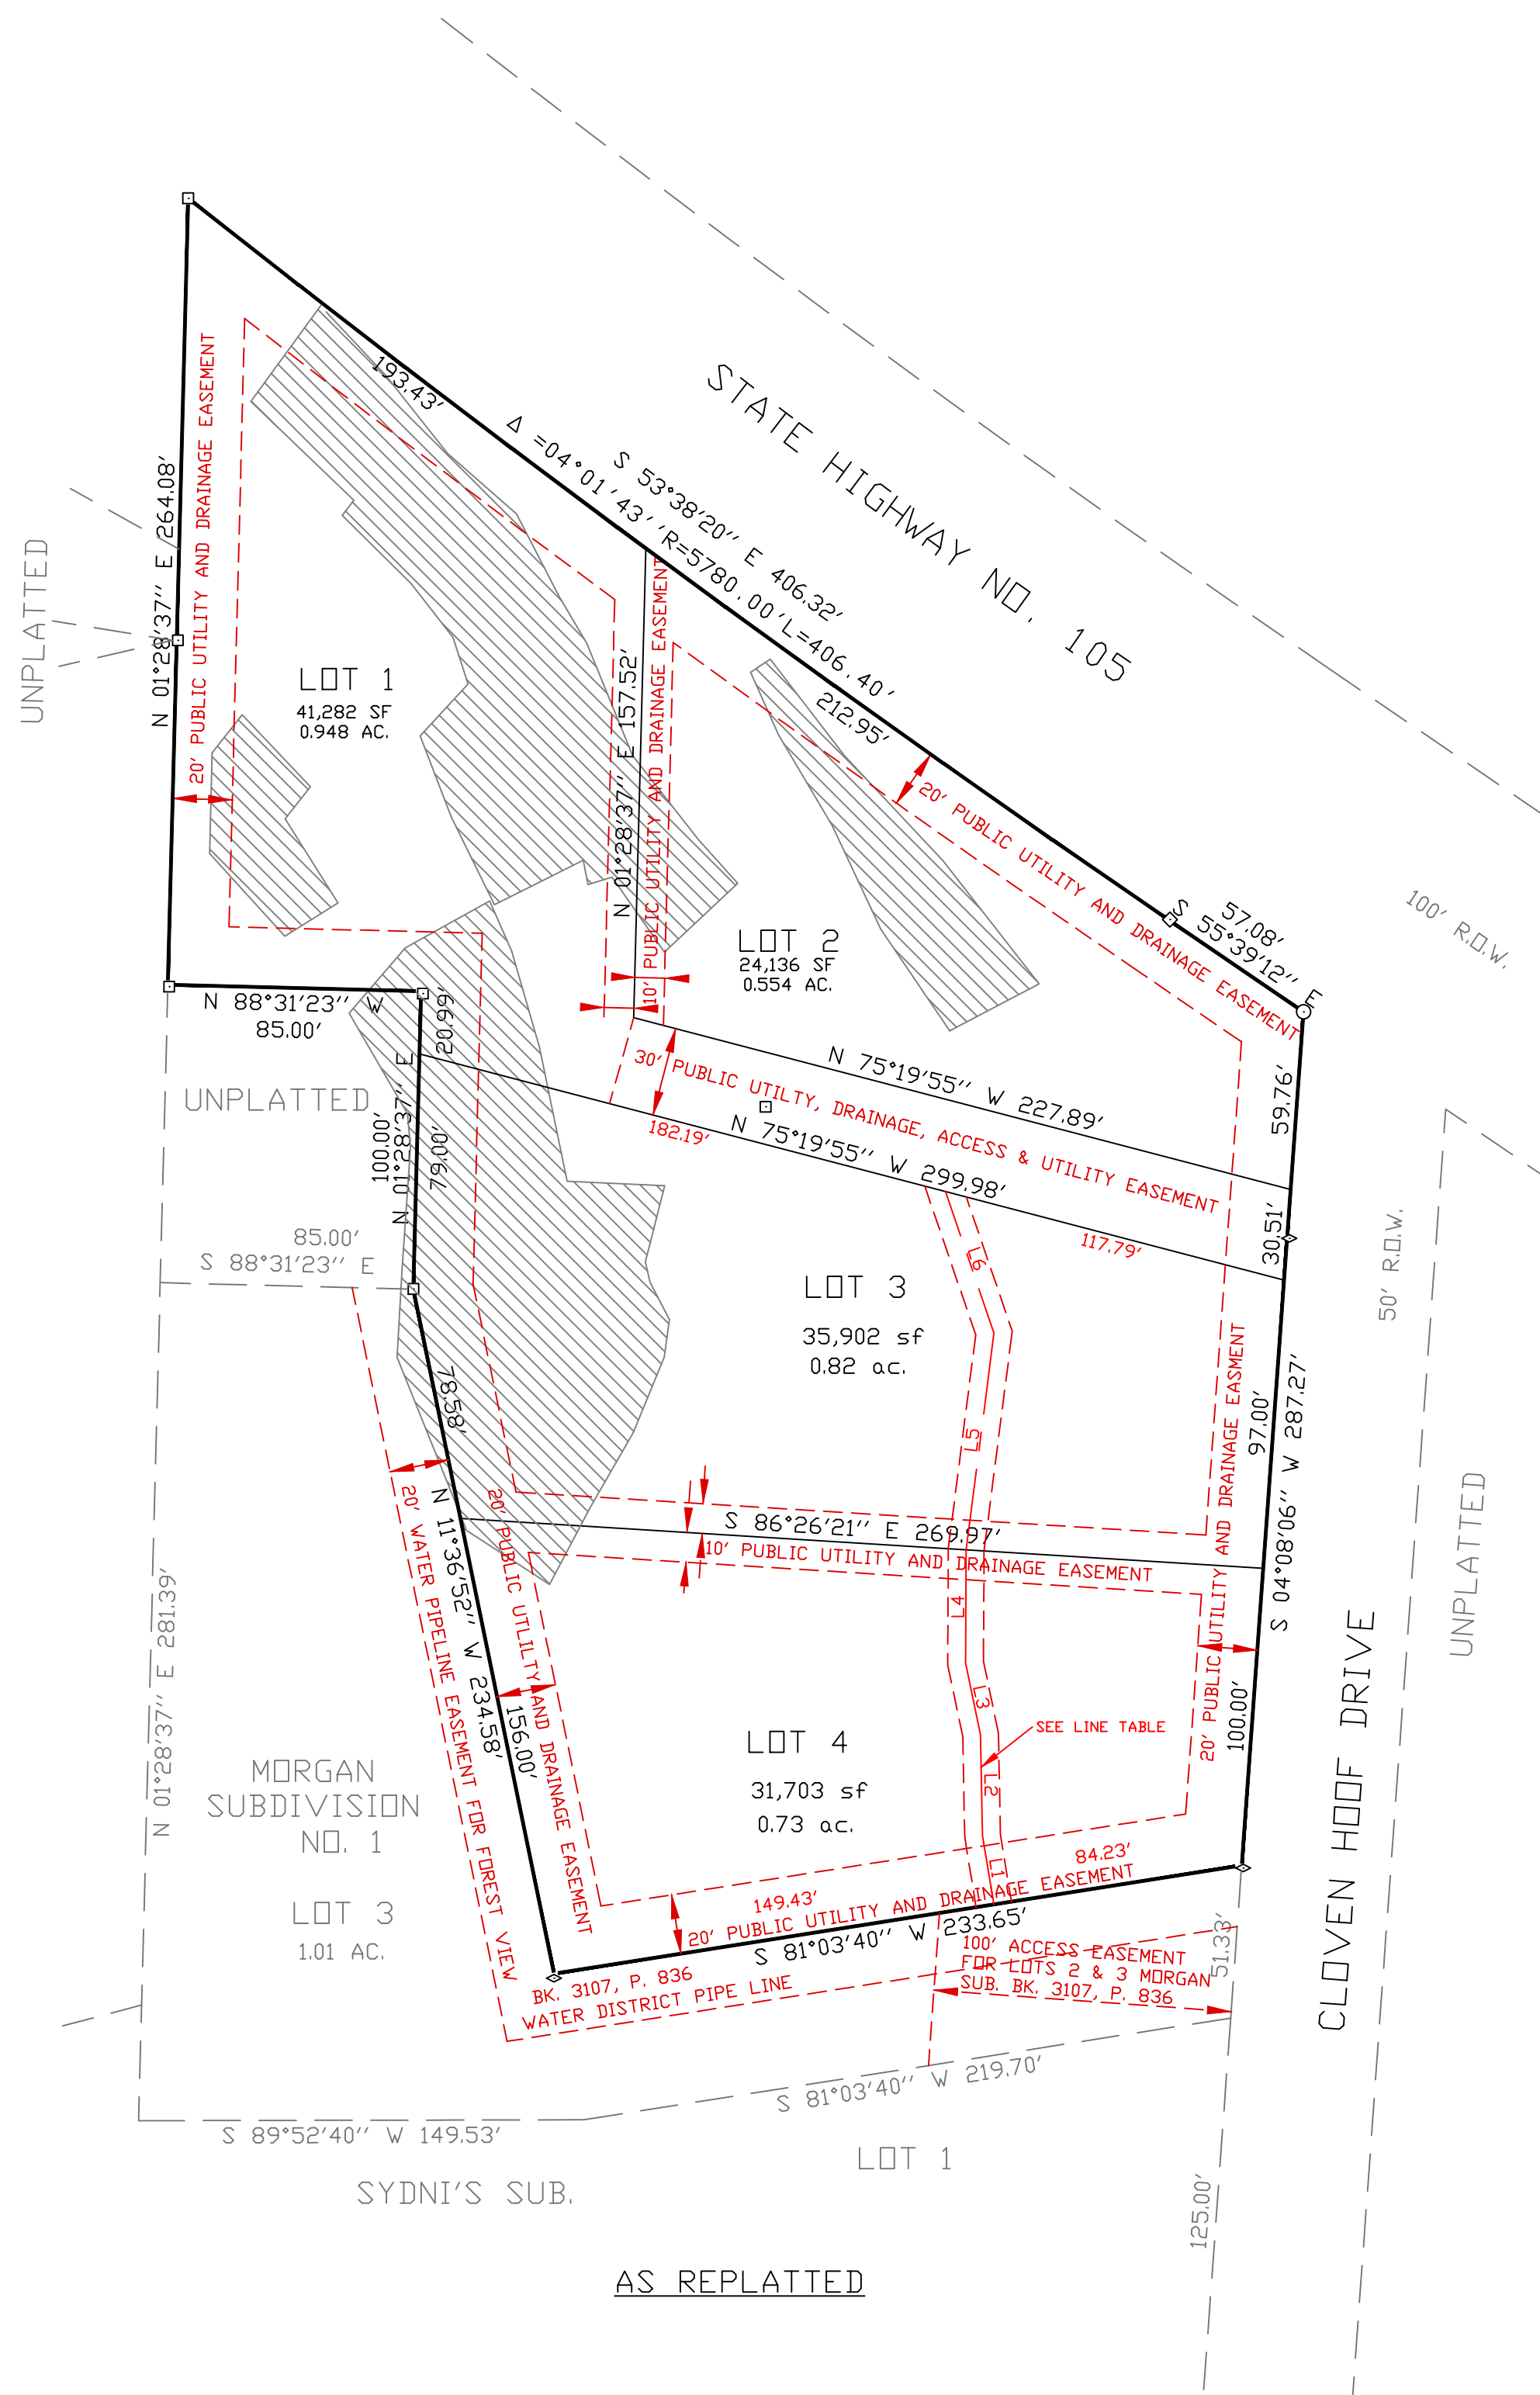 STATE HIGHWAY NO. 105
193.43'
Δ =04°01'43''R=5780.00'L=406.40'
S 53°38'20'' E 406.32'
212.95'
20' PUBLIC UTILITY AND DRAINAGE EASEMENT
57.08'
S 55°39'12'' E
100' R.O.W.
UNPLATTED
N 01°28'37'' E 264.08'
20' PUBLIC UTILITY AND DRAINAGE EASEMENT
LOT 1
41,282 SF
0.948 AC.
N 01°28'37'' E 157.52'
10' PUBLIC UTILITY AND DRAINAGE EASEMENT
LOT 2
24,136 SF
0.554 AC.
N 88°31'23'' W
85.00'
20.99'
UNPLATTED
100.00'
N 01°28'37'' E
79.00'
N 75°19'55'' W 227.89'
30' PUBLIC UTILTY, DRAINAGE, ACCESS & UTILITY EASEMENT
N 75°19'55'' W 299.98'
182.19'
117.79'
59.76'
30.51'
50' R.O.W.
85.00'
S 88°31'23'' E
LOT 3
35,902 sf
0.82 ac.
L6
L5
78.58'
97.00'
S 04°08'06'' W 287.27'
20' PUBLIC UTILITY AND DRAINAGE EASMENT
UNPLATTED
S 86°26'21'' E 269.97'
10' PUBLIC UTILITY AND DRAINAGE EASEMENT
N 11°36'52'' W 234.58'
20' WATER PIPELINE EASEMENT FOR FOREST VIEW
20' PUBLIC UTLILTY AND DRAINAGE EASEMENT
156.00'
L4
L3
L2
L1
SEE LINE TABLE
LOT 4
31,703 sf
0.73 ac.
100.00'
20' PUBLIC UTILITY
CLOVEN HOOF DRIVE
N 01°28'37'' E 281.39'
MORGAN
SUBDIVISION
NO. 1
LOT 3
1.01 AC.
84.23'
149.43'
20' PUBLIC UTILITY AND DRAINAGE EASEMENT
S 81°03'40'' W 233.65'
BK. 3107, P. 836
WATER DISTRICT PIPE LINE
100' ACCESS EASEMENT
FOR LOTS 2 & 3 MORGAN
SUB. BK. 3107, P. 836
51.33'
S 81°03'40'' W 219.70'
S 89°52'40'' W 149.53'
LOT 1
SYDNI'S SUB.
125.00'
AS REPLATTED